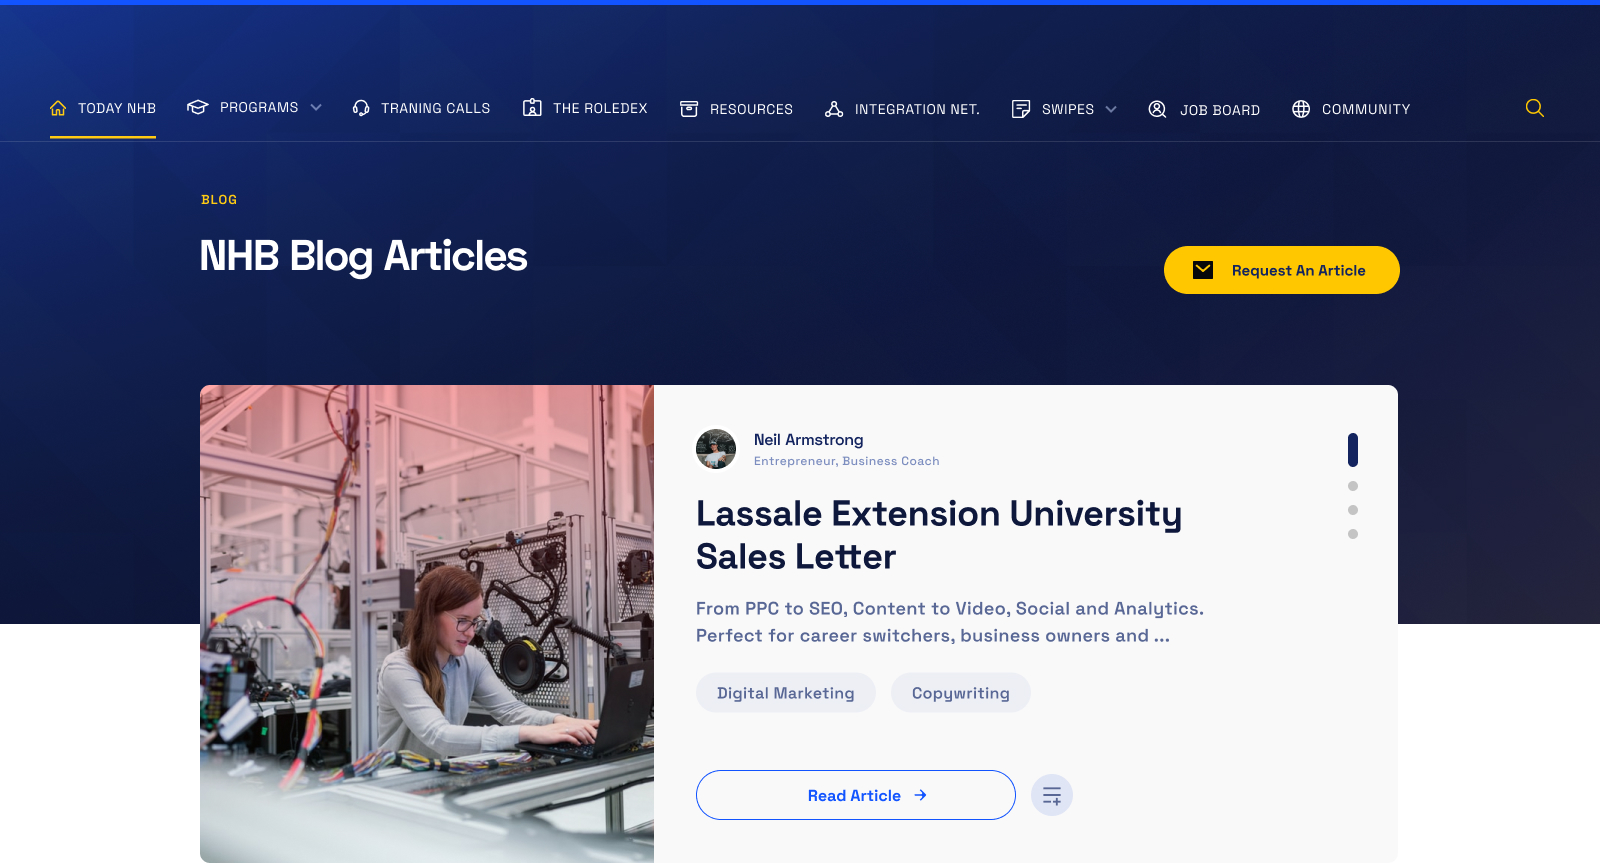 TODAY NHB
PROGRAMS
TRANING CALLS
THE ROLEDEX
RESOURCES
INTEGRATION NET.
SWIPES
JOB BOARD
COMMUNITY
BLOG
NHB Blog Articles
Request An Article
Neil Armstrong
Entrepreneur, Business Coach
Lassale Extension University
Sales Letter
From PPC to SEO, Content to Video, Social and Analytics.
Perfect for career switchers, business owners and ...
Digital Marketing
Copywriting
Read Article